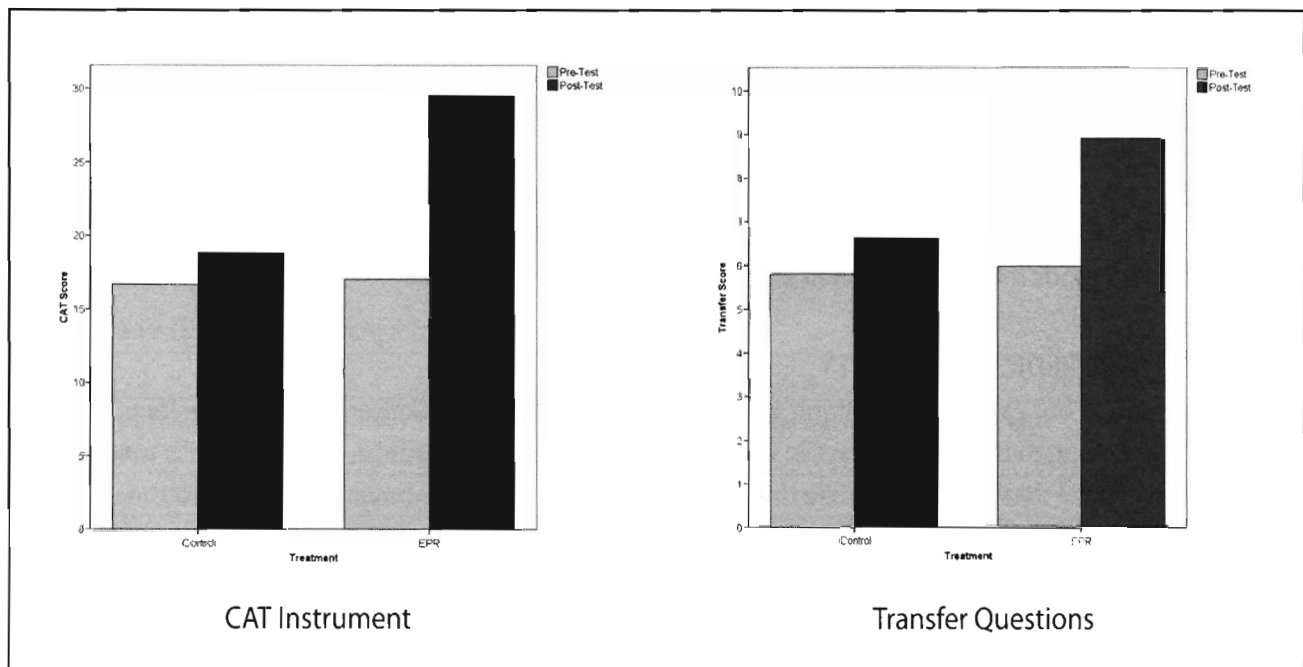 Pre-Test
Post-Test
30
25
20
15
10
5
0
CAT Score
Control
EPR
Treatment
CAT Instrument
Pre-Test
Post-Test
10
9
8
6
5
4
3
2
1
0
Transfer Score
Control
Treatment
Transfer Questions